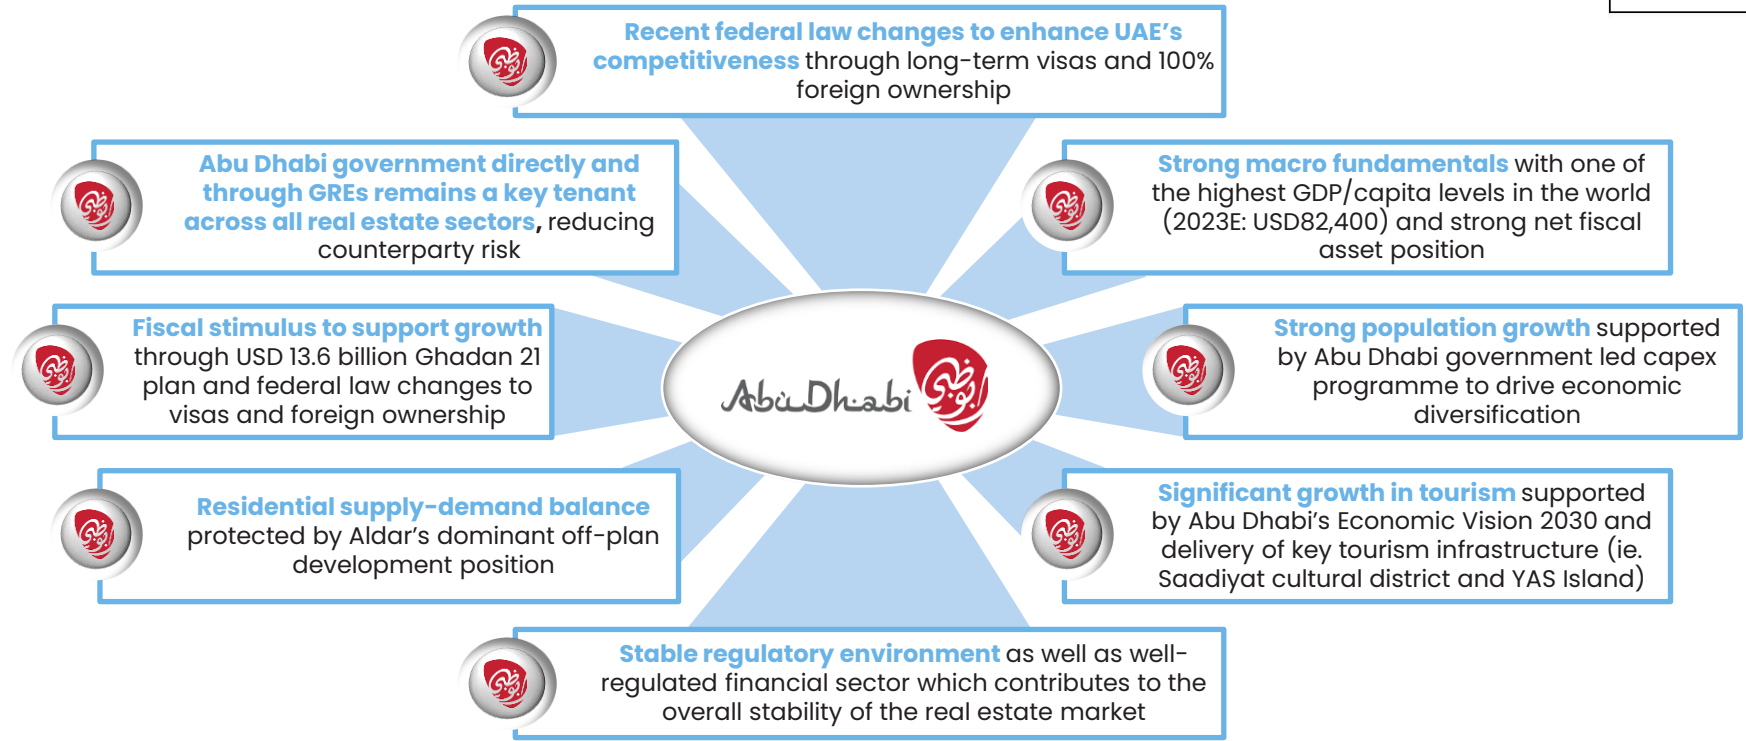 Recent federal law changes to enhance UAE's
competitiveness through long-term visas and 100%
foreign ownership
Abu Dhabi government directly and
through GREs remains a key tenant
across all real estate sectors, reducing
counterparty risk
Strong macro fundamentals with one of
the highest GDP/capita levels in the world
(2023E: USD82,400) and strong net fiscal
asset position
Fiscal stimulus to support growth
through USD 13.6 billion Ghadan 21
plan and federal law changes to
visas and foreign ownership
AbuDhabi أبوظبي
Strong population growth supported
by Abu Dhabi government led capex
programme to drive economic
diversification
Residential supply-demand balance
protected by Aldar's dominant off-plan
development position
Significant growth in tourism supported
by Abu Dhabi's Economic Vision 2030 and
delivery of key tourism infrastructure (ie.
Saadiyat cultural district and YAS Island)
Stable regulatory environment as well as well-
regulated financial sector which contributes to the
overall stability of the real estate market